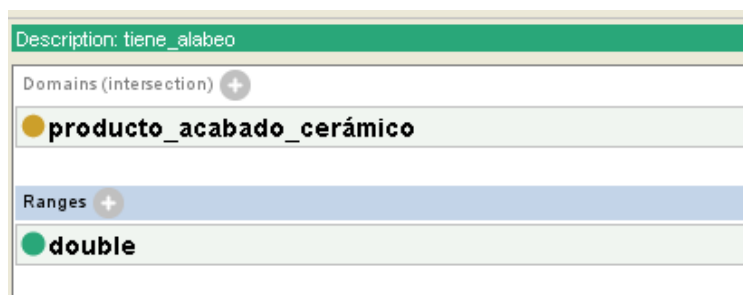 Description: tiene_alabeo
Domains (intersection)
producto_acabado_cerámico
Ranges
double